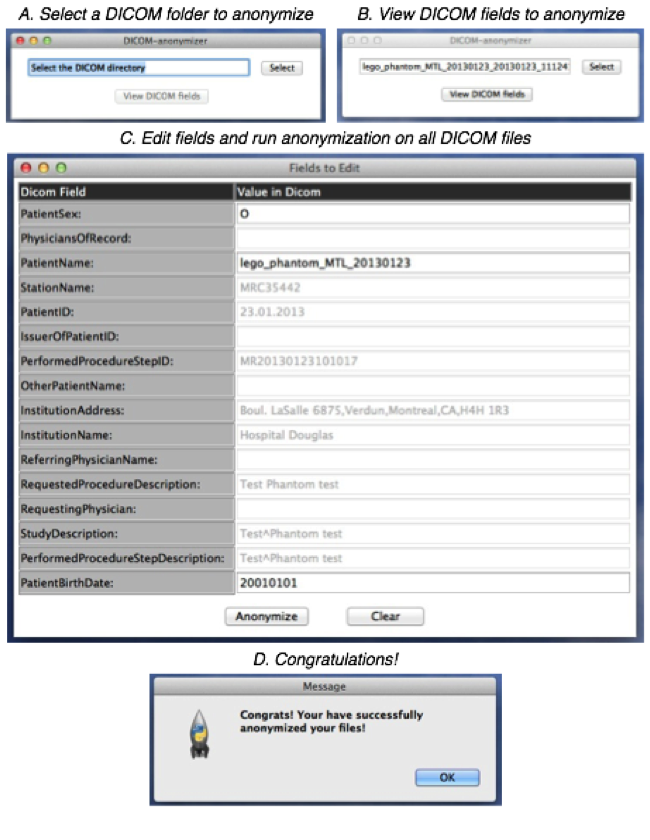 A. Select a DICOM folder to anonymize
B. View DICOM fields to anonymize
DICOM-anonymizer
Select the DICOM directory
Select
View DICOM fields
DICOM-anonymizer
lego_phantom_MTL_20130123_20130123_11124
Select
View DICOM fields
C. Edit fields and run anonymization on all DICOM files
Fields to Edit
Dicom Field Value in Dicom
PatientSex: O
PhysiciansOfRecord:
PatientName: lego_phantom_MTL_20130123
StationName: MRC35442
PatientID: 23.01.2013
IssuerOfPatientID:
PerformedProcedureStepID: MR20130123101017
OtherPatientName:
InstitutionAddress: Boul. LaSalle 6875,Verdun,Montreal,CA,H4H 1R3
InstitutionName: Hospital Douglas
ReferringPhysicianName:
RequestedProcedureDescription: Test Phantom test
RequestingPhysician:
StudyDescription: Test^Phantom test
PerformedProcedureStepDescription: Test^Phantom test
PatientBirthDate: 20010101
Anonymize Clear
D. Congratulations!
Message
Congrats! Your have successfully
anonymized your files!
OK